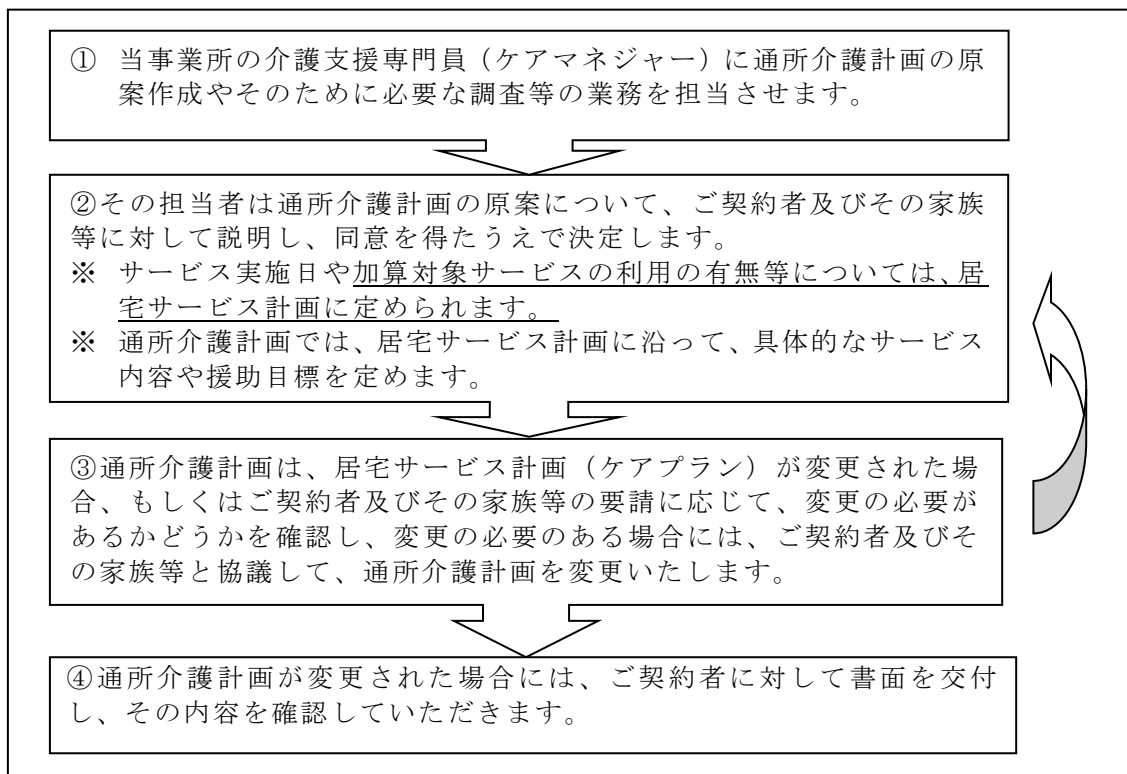 ① 当事業所の介護支援専門員（ケアマネジャー）に通所介護計画の原
案作成やそのために必要な調査等の業務を担当させます。
②その担当者は通所介護計画の原案について、ご契約者及びその家族
等に対して説明し、同意を得たうえで決定します。
※ サービス実施日や加算対象サービスの利用の有無等については、居
宅サービス計画に定められます。
※ 通所介護計画では、居宅サービス計画に沿って、具体的なサービス
内容や援助目標を定めます。
③通所介護計画は、居宅サービス計画（ケアプラン）が変更された場
合、もしくはご契約者及びその家族等の要請に応じて、変更の必要が
あるかどうかを確認し、変更の必要のある場合には、ご契約者及びそ
の家族等と協議して、通所介護計画を変更いたします。
④通所介護計画が変更された場合には、ご契約者に対して書面を交付
し、その内容を確認していただきます。